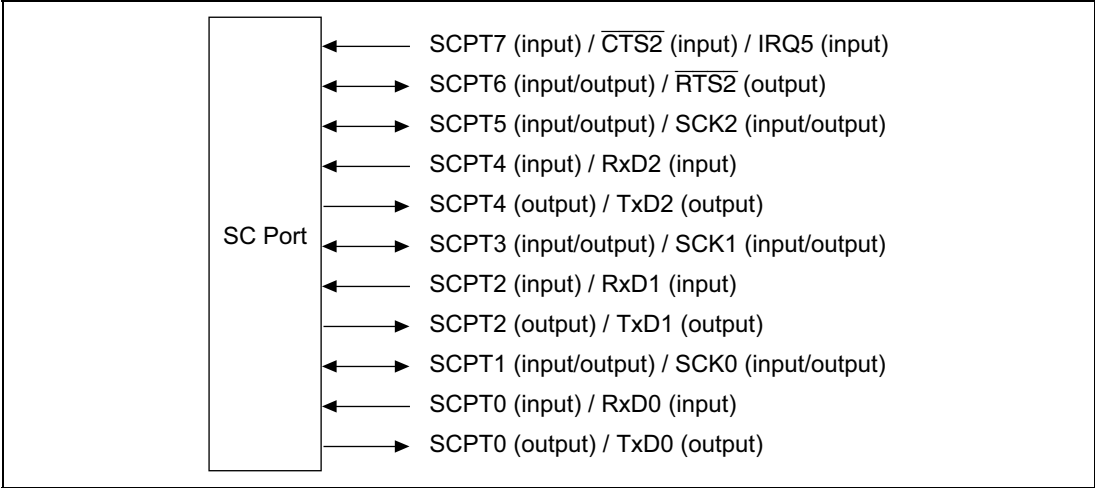 SC Port
SCPT7 (input) / C̅T̅S̅2̅ (input) / IRQ5 (input)
SCPT6 (input/output) / R̅T̅S̅2̅ (output)
SCPT5 (input/output) / SCK2 (input/output)
SCPT4 (input) / RxD2 (input)
SCPT4 (output) / TxD2 (output)
SCPT3 (input/output) / SCK1 (input/output)
SCPT2 (input) / RxD1 (input)
SCPT2 (output) / TxD1 (output)
SCPT1 (input/output) / SCK0 (input/output)
SCPT0 (input) / RxD0 (input)
SCPT0 (output) / TxD0 (output)